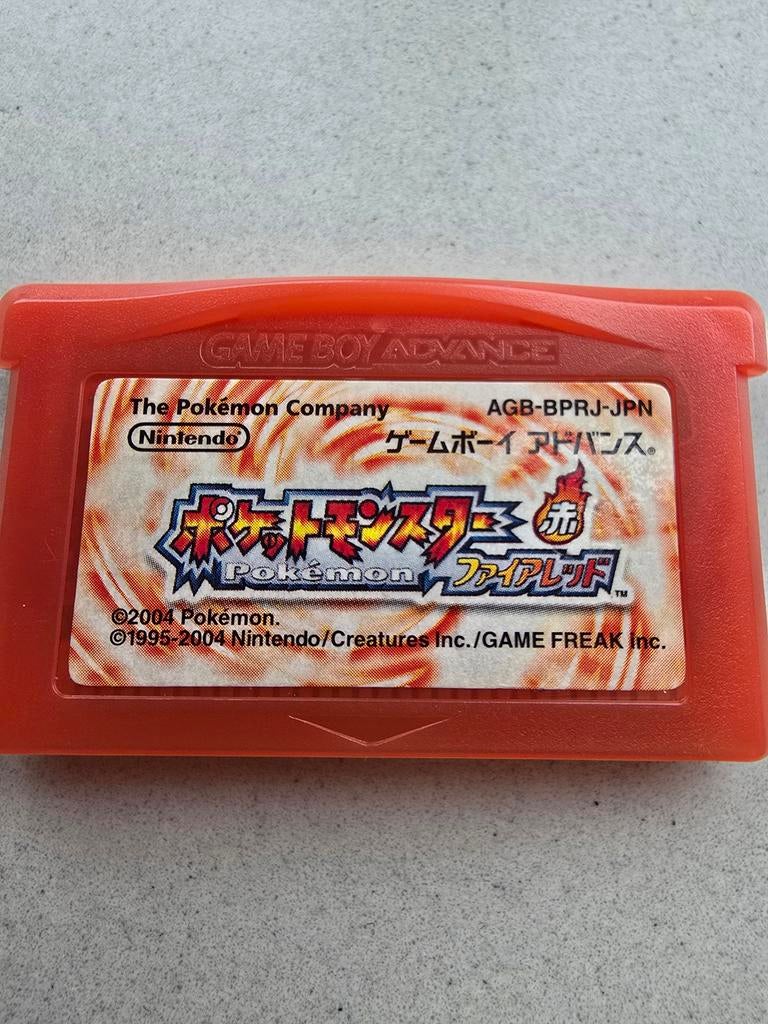 GAME BOY ADVANCE
The Pokémon Company AGB-BPRJ-JPN
Nintendo® ゲームボーイ アドバンス®
ポケットモンスター 赤
Pokémon ファイアレッド™
©2004 Pokémon.
©1995-2004 Nintendo/Creatures Inc./GAME FREAK inc.